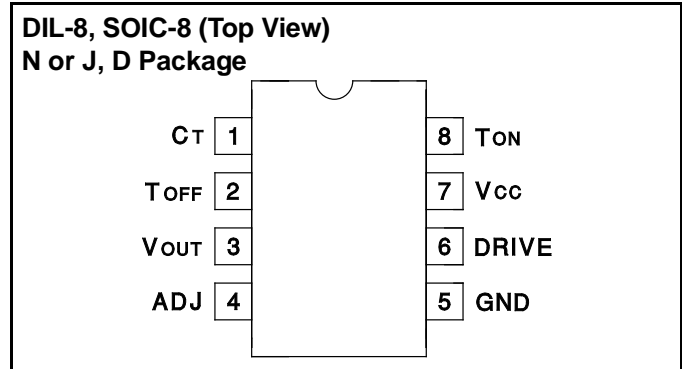 DIL-8, SOIC-8 (Top View)
N or J, D Package
CT 1 8 TON
TOFF 2 7 VCC
VOUT 3 6 DRIVE
ADJ 4 5 GND